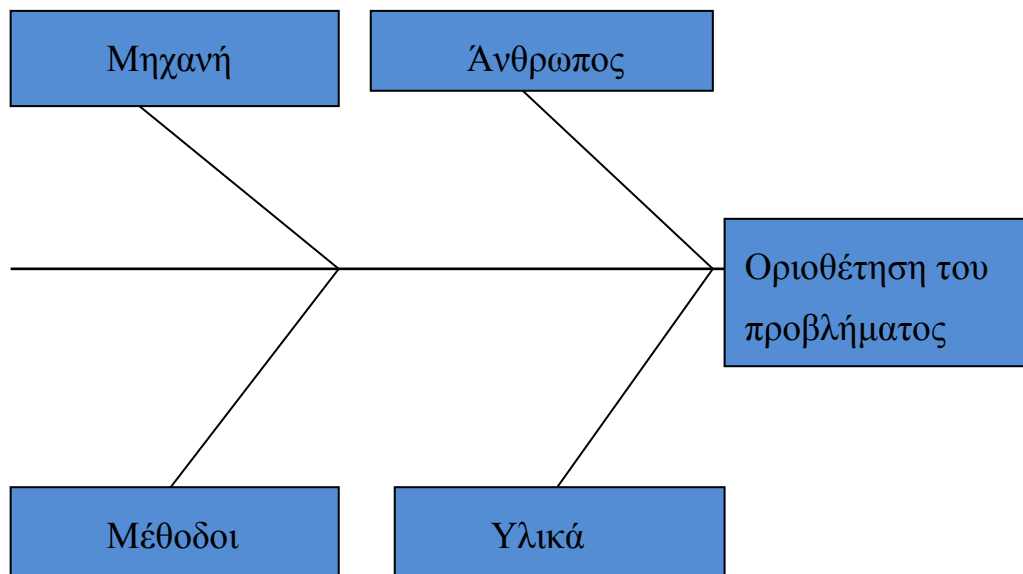 Μηχανή
Άνθρωπος
Οριοθέτηση του
προβλήματος
Μέθοδοι
Υλικά